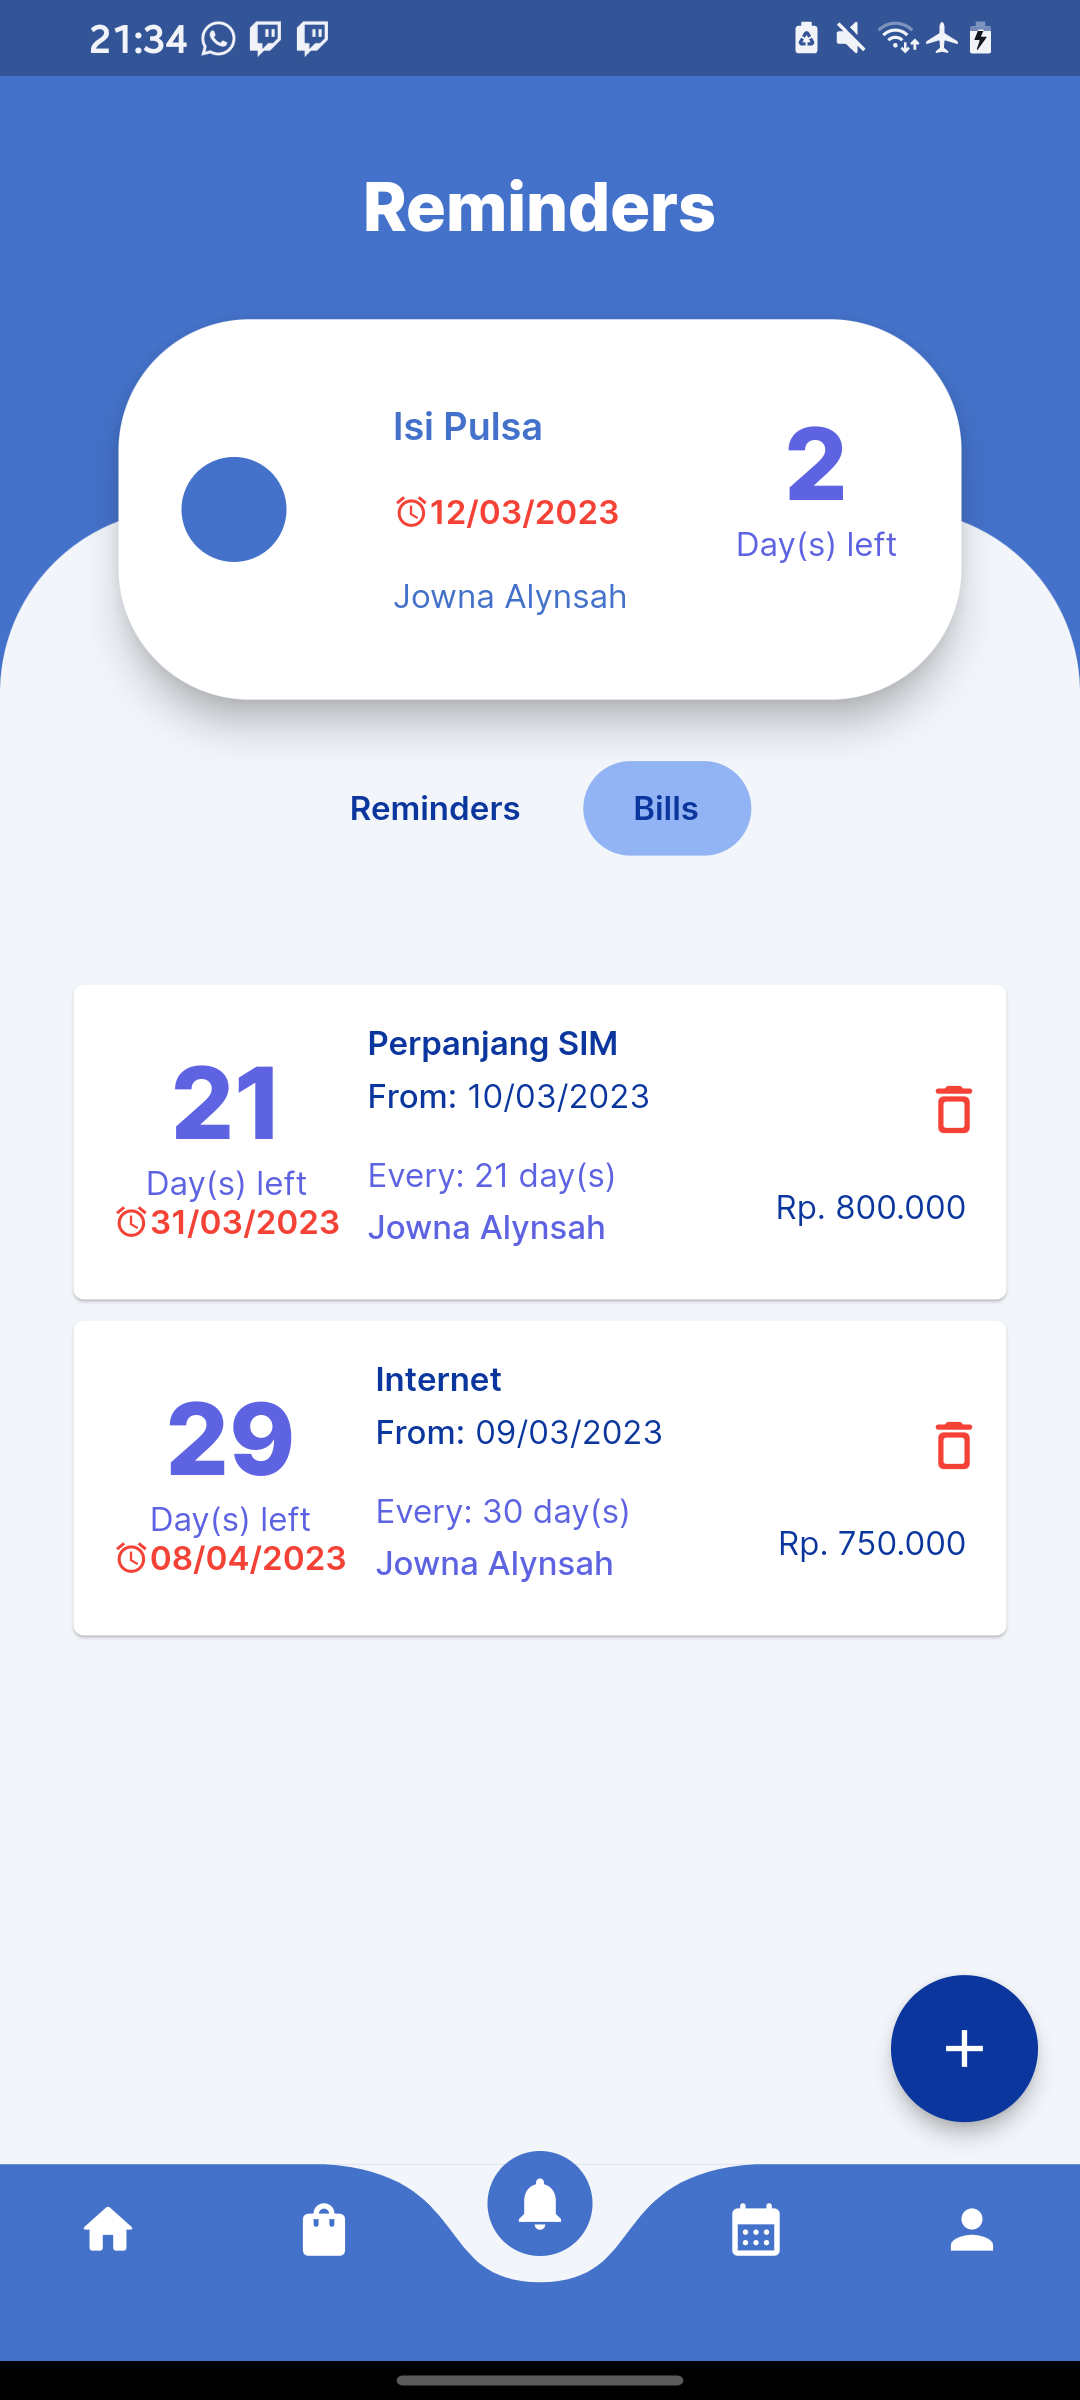 21:34
Reminders
Isi Pulsa
12/03/2023
Jowna Alynsah
2
Day(s) left
Reminders
Bills
21
Day(s) left
31/03/2023
Perpanjang SIM
From: 10/03/2023
Every: 21 day(s)
Jowna Alynsah
Rp. 800.000
29
Day(s) left
08/04/2023
Internet
From: 09/03/2023
Every: 30 day(s)
Jowna Alynsah
Rp. 750.000